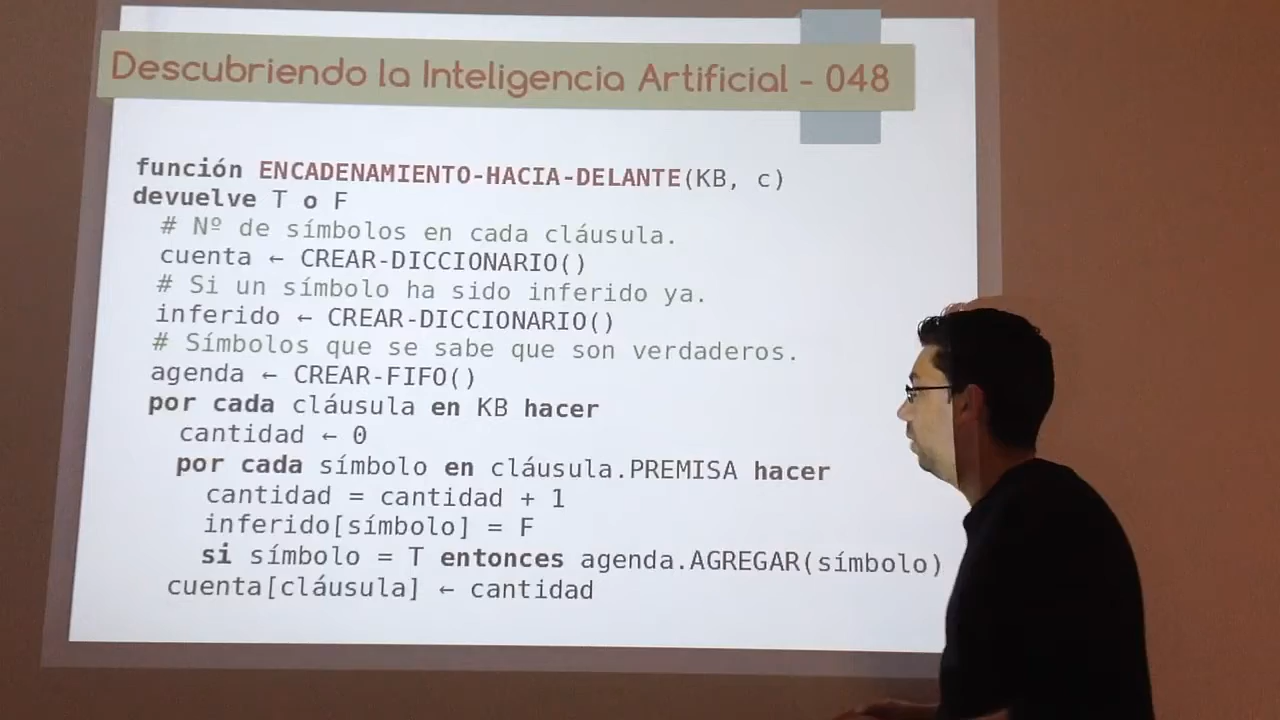 Descubriendo la Inteligencia Artificial - 048
función ENCADENAMIENTO-HACIA-DELANTE(KB, c)
devuelve T o F
# Nº de símbolos en cada cláusula.
cuenta ← CREAR-DICCIONARIO()
# Si un símbolo ha sido inferido ya.
inferido ← CREAR-DICCIONARIO()
# Símbolos que se sabe que son verdaderos.
agenda ← CREAR-FIFO()
por cada cláusula en KB hacer
cantidad ← 0
por cada símbolo en cláusula.PREMISA hacer
cantidad = cantidad + 1
inferido[símbolo] = F
si símbolo = T entonces agenda.AGREGAR(símbolo)
cuenta[cláusula] ← cantidad